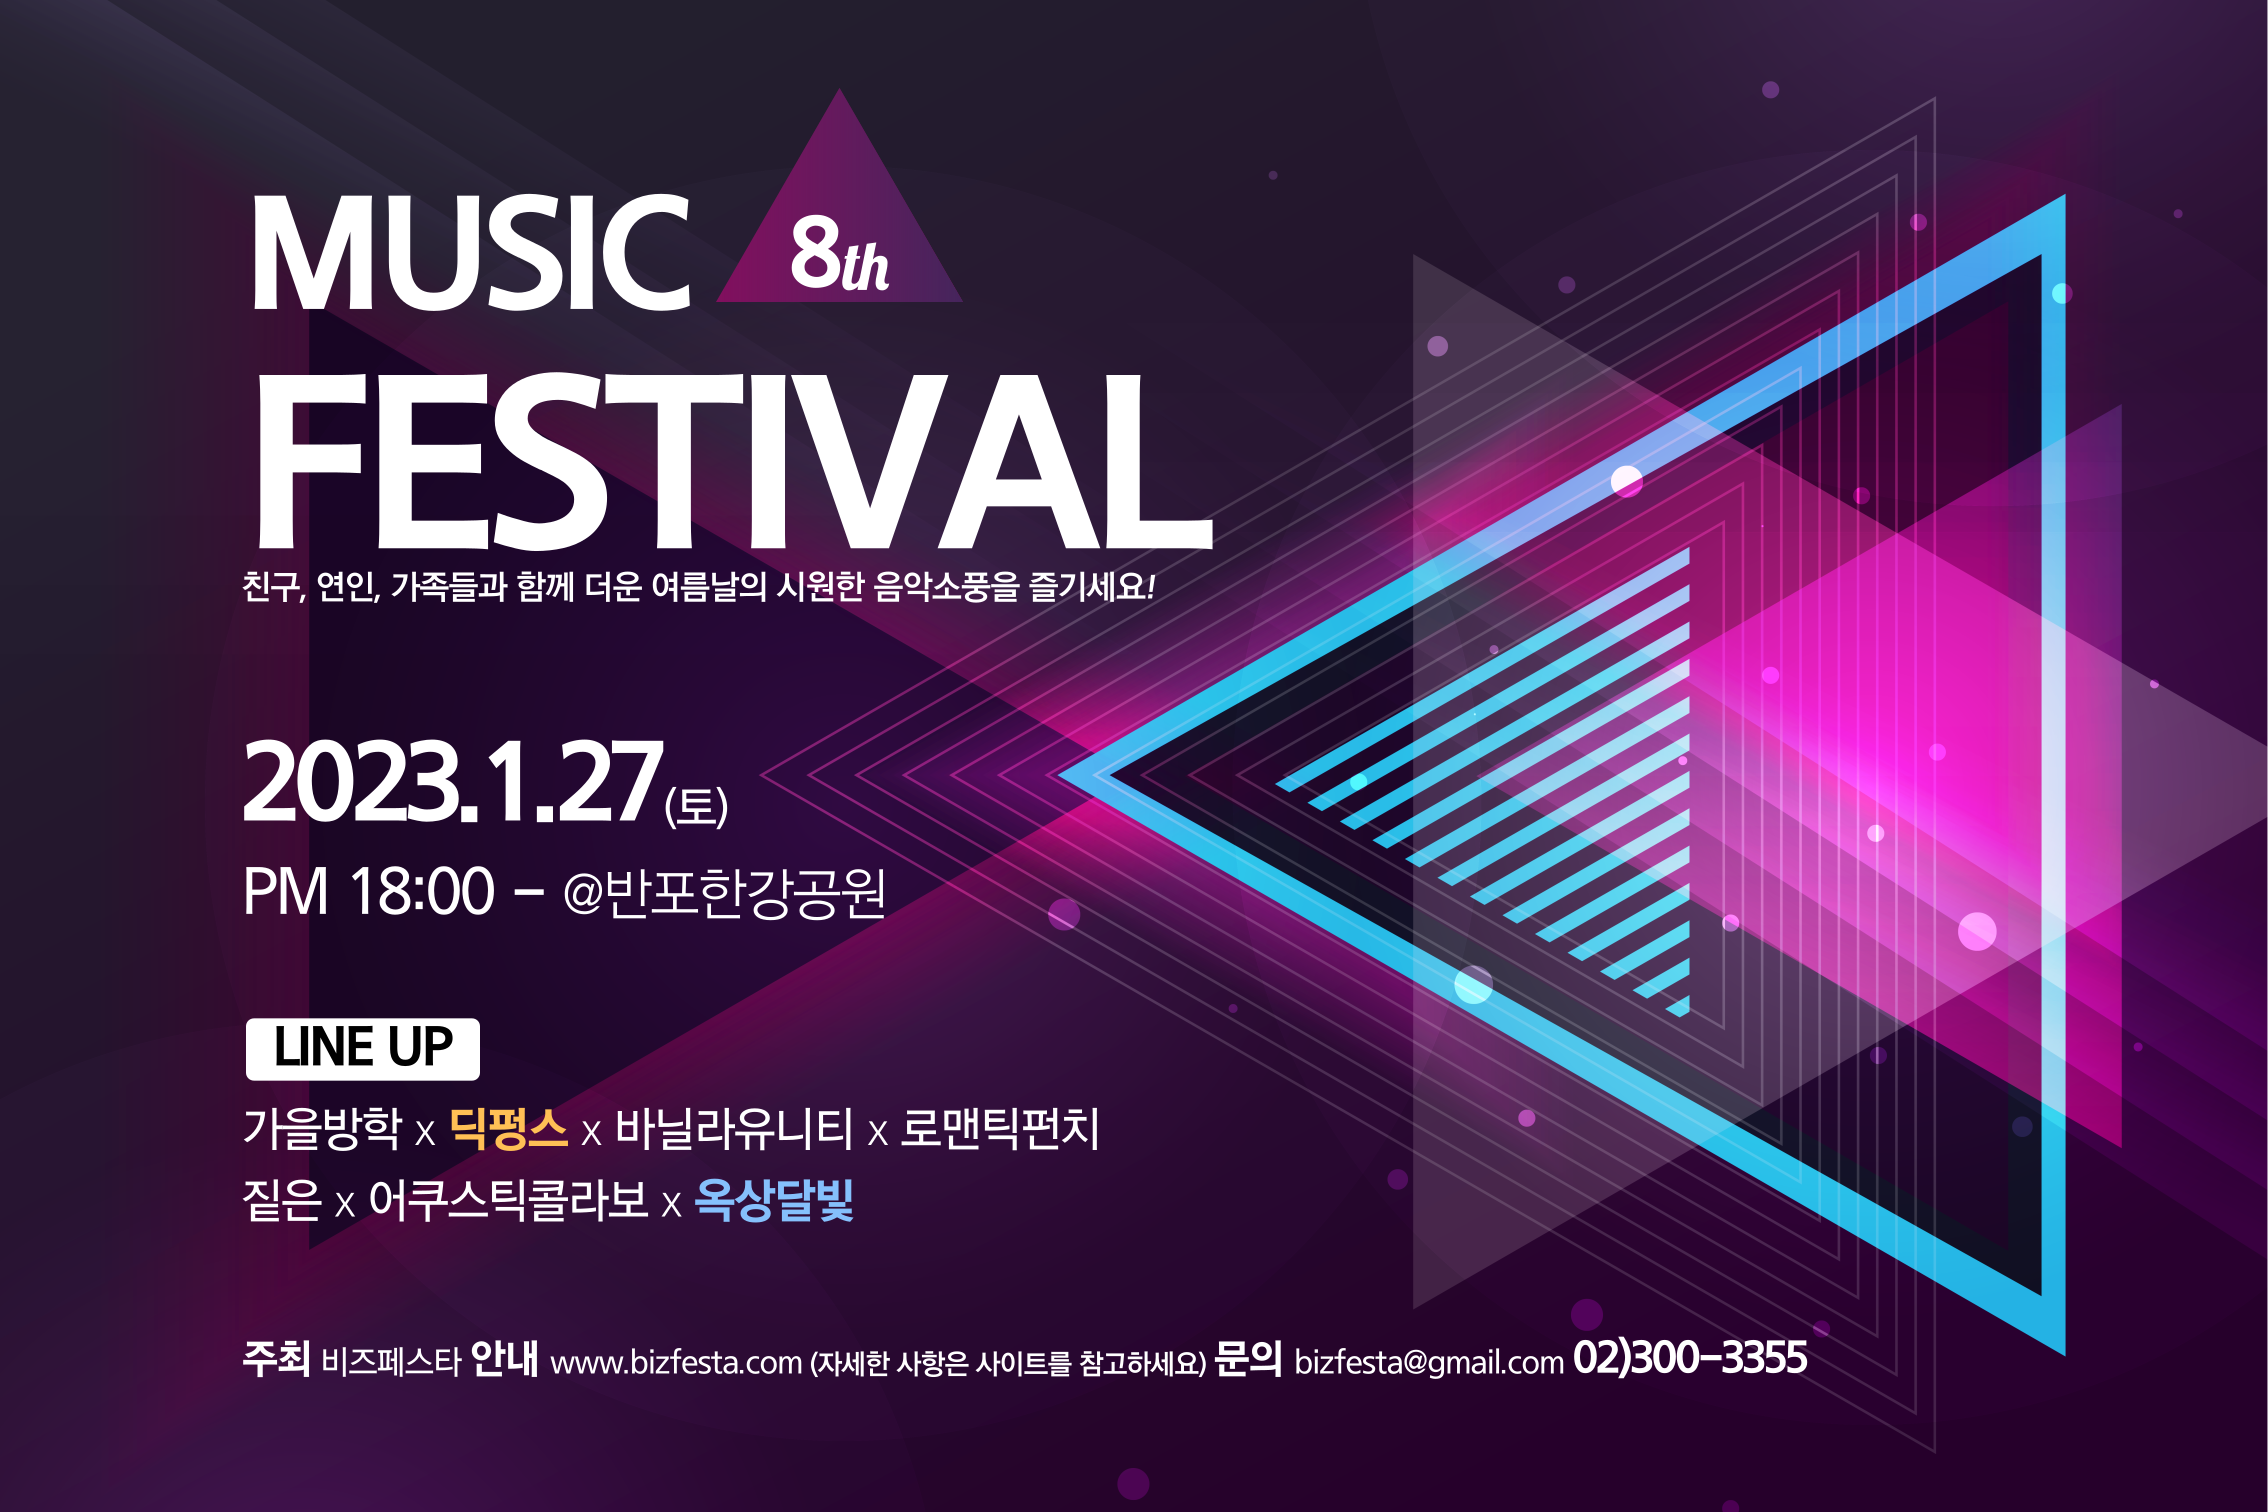 MUSIC 8th
FESTIVAL
친구, 연인, 가족들과 함께 더운 여름날의 시원한 음악소풍을 즐기세요!
2023.1.27(토)
PM 18:00 – @반포한강공원
LINE UP
가을방학 x 딕펑스 x 바닐라유니티 x 로맨틱펀치
짙은 x 어쿠스틱콜라보 x 옥상달빛
주최 비즈페스타 안내 www.bizfesta.com (자세한 사항은 사이트를 참고하세요) 문의 bizfesta@gmail.com 02)300-3355